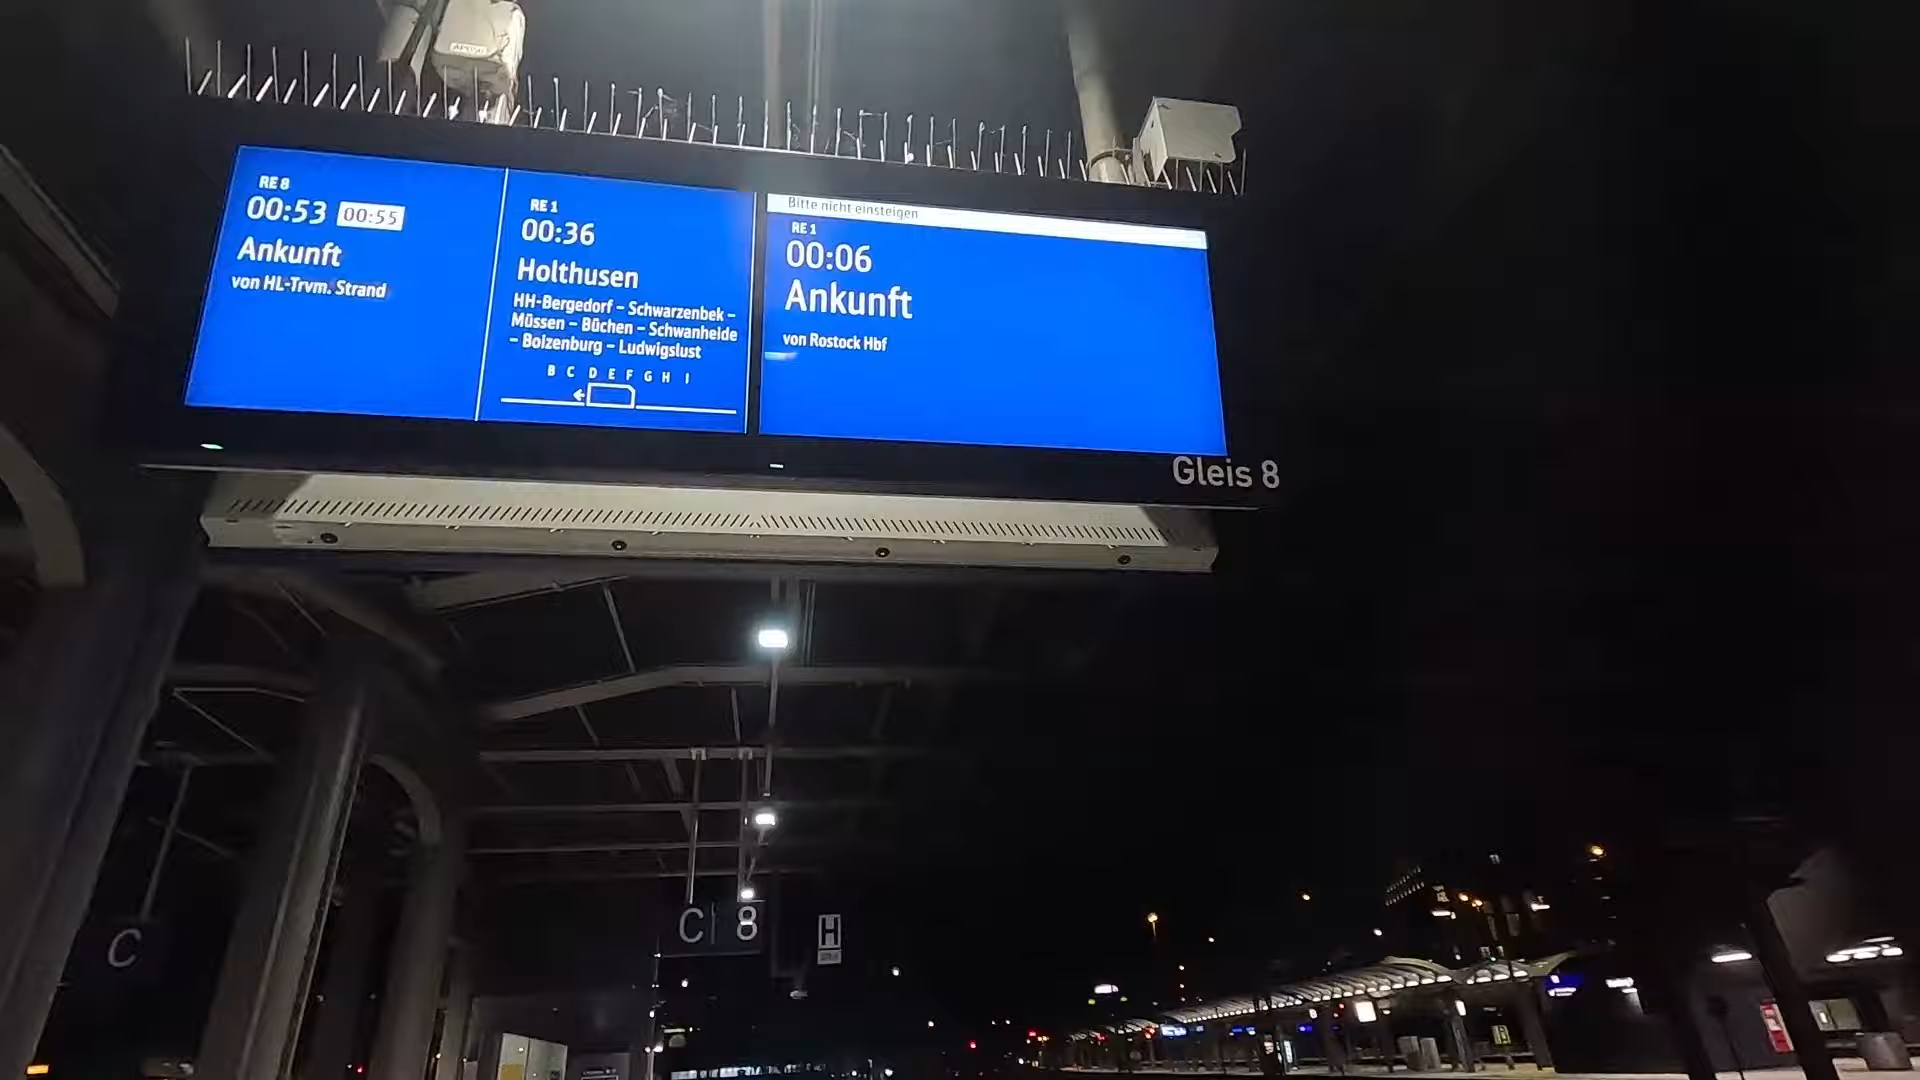 RE 8
00:53 00:55
Ankunft
von HL-Trvm. Strand
RE 1
00:36
Holthusen
HH-Bergedorf – Schwarzenbek –
Müssen – Büchen – Schwanheide
– Boizenburg – Ludwigslust
B C D E F G H I
Bitte nicht einsteigen
RE 1
00:06
Ankunft
von Rostock Hbf
Gleis 8
C
C 8
H